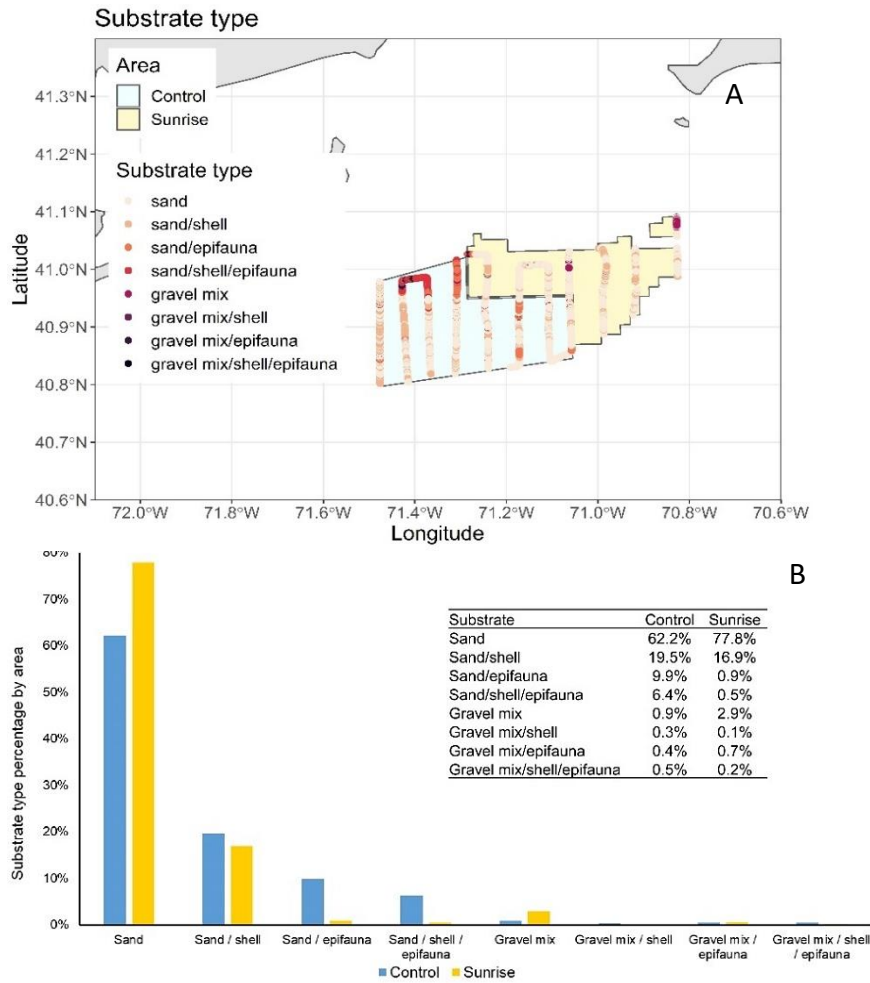 Substrate type
A
Area
Control
Sunrise
Substrate type
sand
sand/shell
sand/epifauna
sand/shell/epifauna
gravel mix
gravel mix/shell
gravel mix/epifauna
gravel mix/shell/epifauna
Latitude
41.3°N
41.2°N
41.1°N
41.0°N
40.9°N
40.8°N
40.7°N
40.6°N
72.0°W 71.8°W 71.6°W 71.4°W 71.2°W 71.0°W 70.8°W 70.6°W
Longitude
B
Substrate type percentage by area
80%
70%
60%
50%
40%
30%
20%
10%
0%
Substrate Control Sunrise
Sand 62.2% 77.8%
Sand/shell 19.5% 16.9%
Sand/epifauna 9.9% 0.9%
Sand/shell/epifauna 6.4% 0.5%
Gravel mix 0.9% 2.9%
Gravel mix/shell 0.3% 0.1%
Gravel mix/epifauna 0.4% 0.7%
Gravel mix/shell/epifauna 0.5% 0.2%
Sand
Sand / shell
Sand / epifauna
Sand / shell /
epifauna
Gravel mix
Gravel mix / shell
Gravel mix /
epifauna
Gravel mix / shell
/ epifauna
Control Sunrise